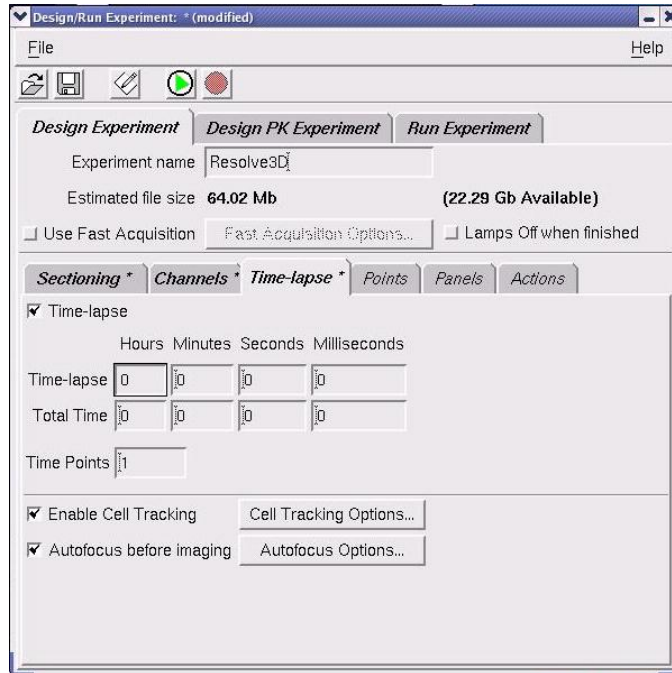 Design/Run Experiment: * (modified)
File Help
Design Experiment Design PK Experiment Run Experiment
Experiment name Resolve3D
Estimated file size 64.02 Mb (22.29 Gb Available)
Use Fast Acquisition Fast Acquisition Options... Lamps Off when finished
Sectioning * Channels * Time-lapse * Points Panels Actions
Time-lapse
Hours Minutes Seconds Milliseconds
Time-lapse 0 0 0 0
Total Time 0 0 0 0
Time Points 1
Enable Cell Tracking Cell Tracking Options...
Autofocus before imaging Autofocus Options...